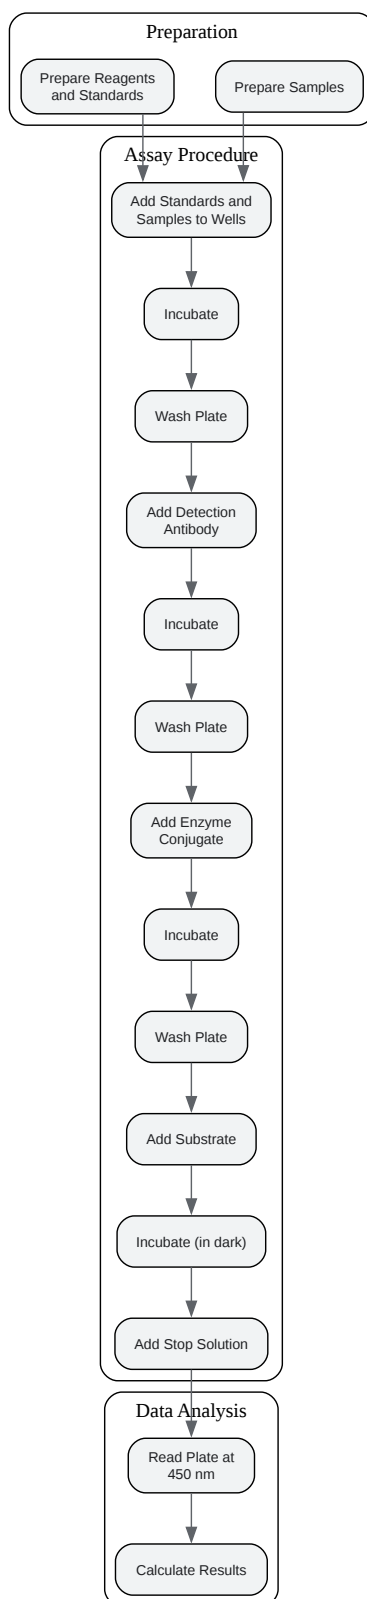 Preparation
Prepare Reagents
and Standards
Prepare Samples
Assay Procedure
Add Standards and
Samples to Wells
Incubate
Wash Plate
Add Detection
Antibody
Incubate
Wash Plate
Add Enzyme
Conjugate
Incubate
Wash Plate
Add Substrate
Incubate (in dark)
Add Stop Solution
Data Analysis
Read Plate at
450 nm
Calculate Results